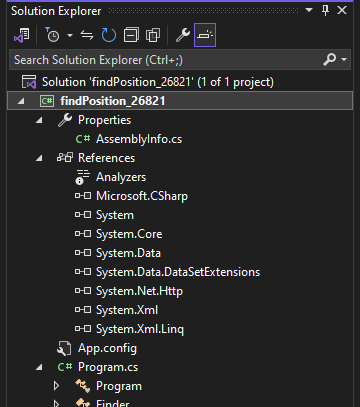 Solution Explorer
Search Solution Explorer (Ctrl+;)
Solution 'findPosition_26821' (1 of 1 project)
C# findPosition_26821
Properties
C# AssemblyInfo.cs
References
Analyzers
Microsoft.CSharp
System
System.Core
System.Data
System.Data.DataSetExtensions
System.Net.Http
System.Xml
System.Xml.Linq
App.config
C# Program.cs
Program
Finder